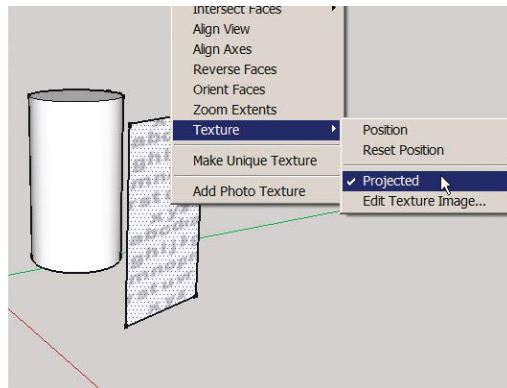 Intersect Faces
Align View
Align Axes
Reverse Faces
Orient Faces
Zoom Extents
Texture
Make Unique Texture
Add Photo Texture
Position
Reset Position
Projected
Edit Texture Image...